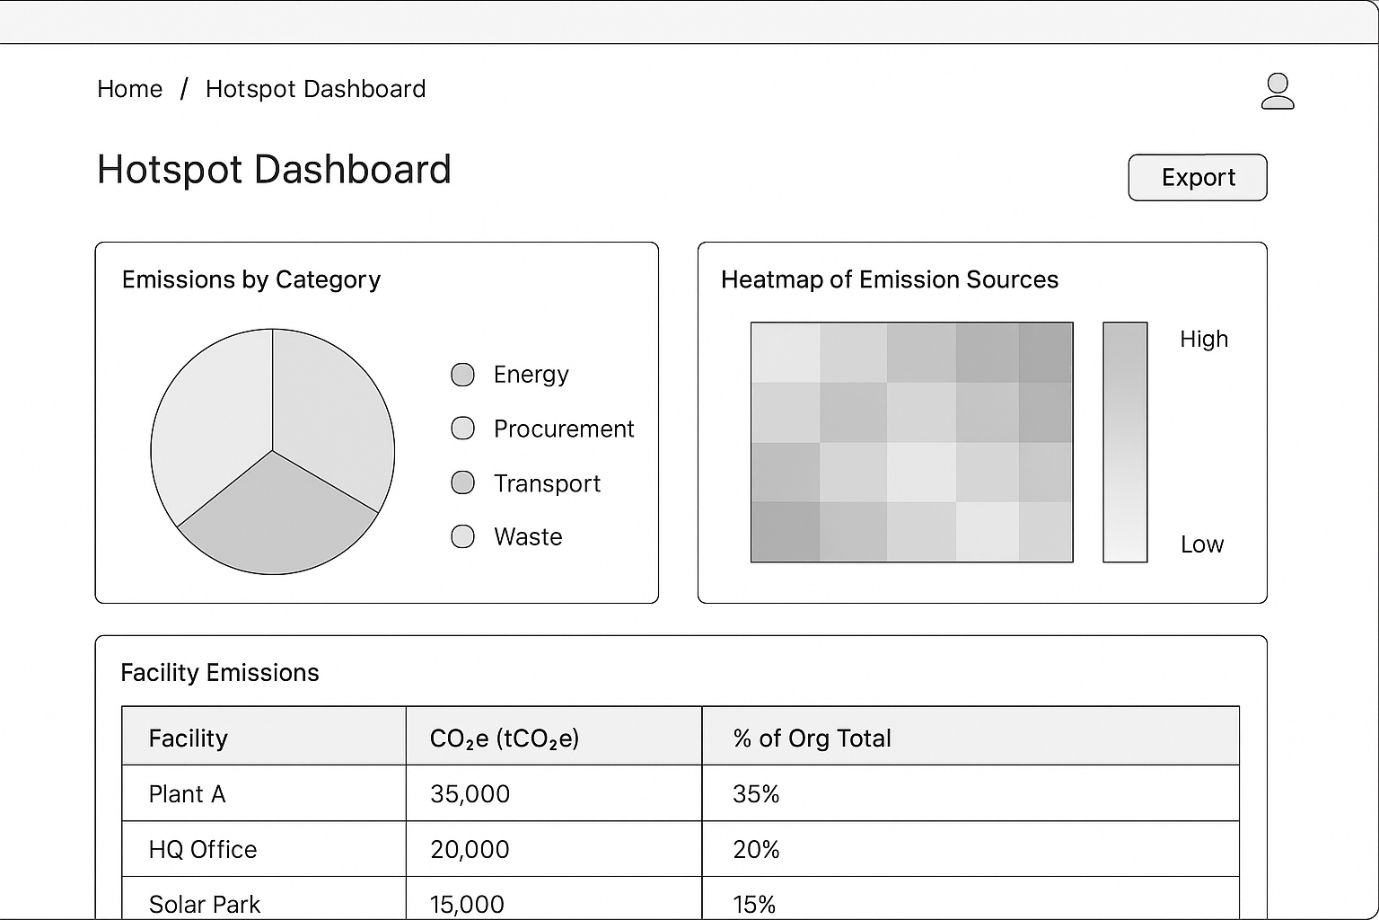 Home / Hotspot Dashboard
Hotspot Dashboard
Export
Emissions by Category
Energy
Procurement
Transport
Waste
Heatmap of Emission Sources
High
Low
Facility Emissions
Facility CO₂e (tCO₂e) % of Org Total
Plant A 35,000 35%
HQ Office 20,000 20%
Solar Park 15,000 15%